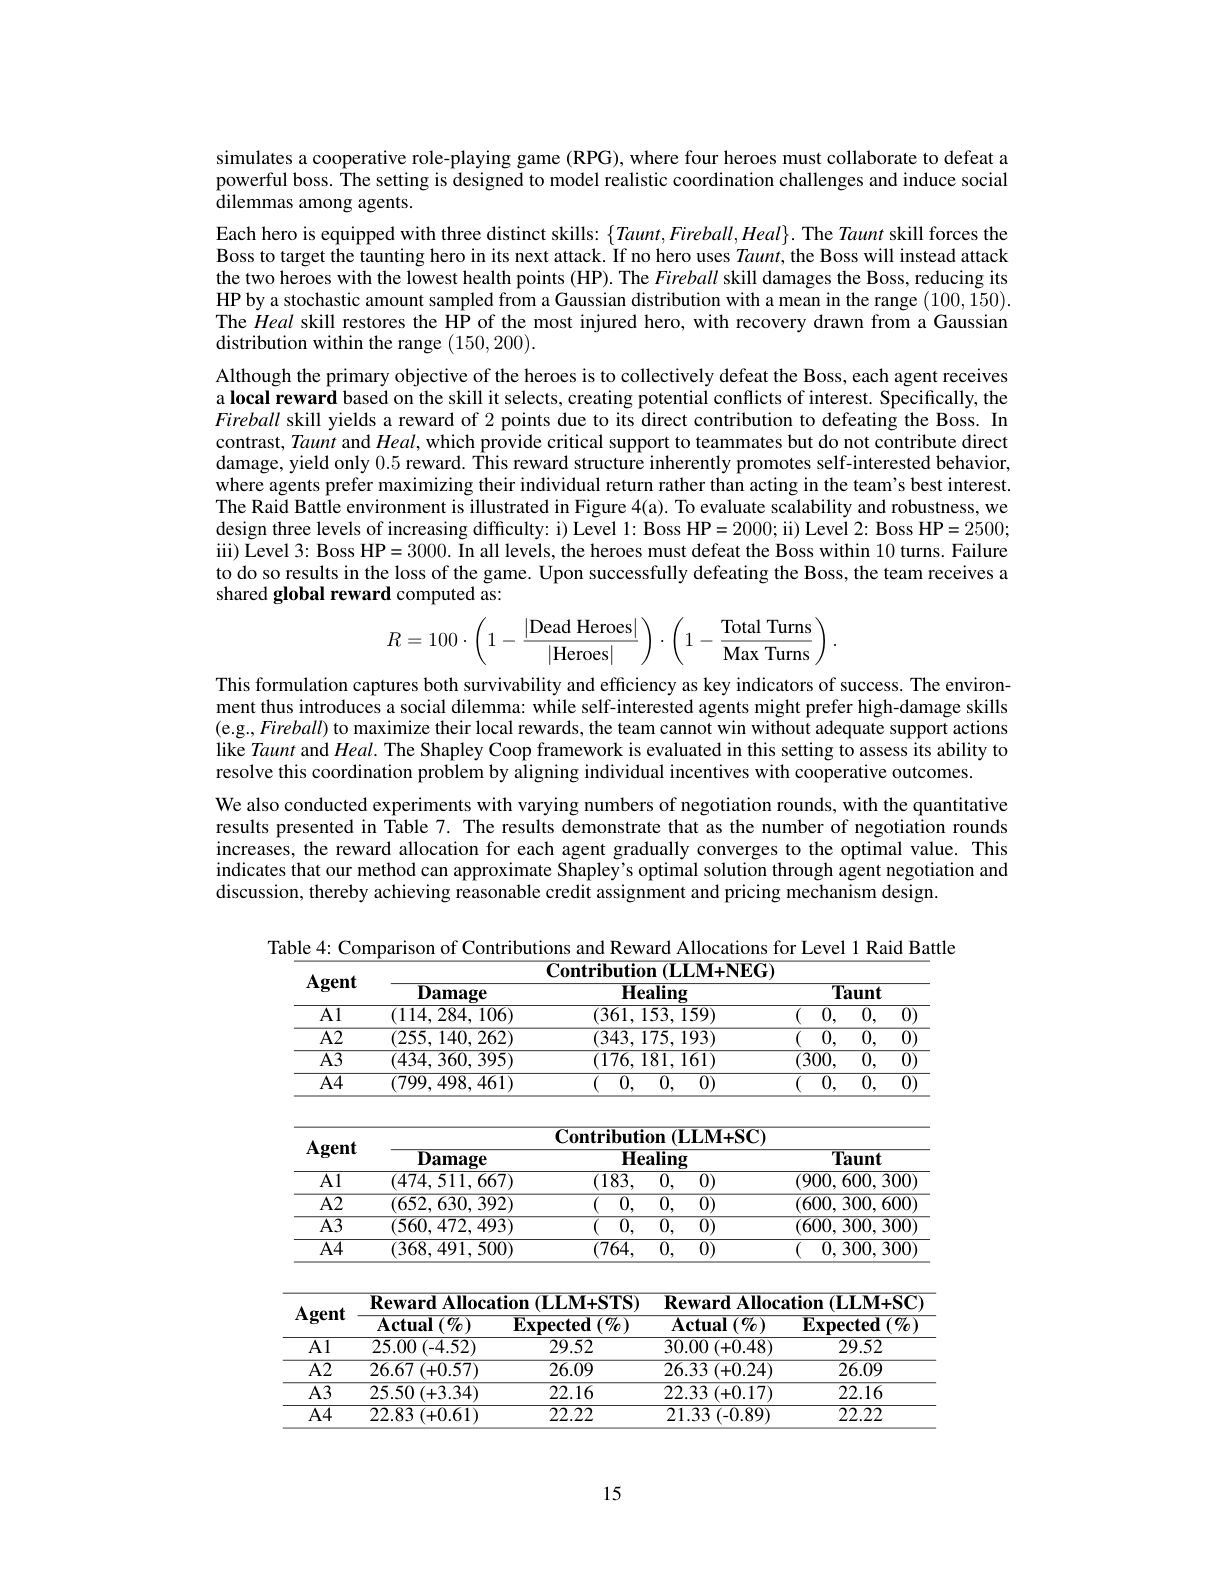 simulates a cooperative role-playing game (RPG), where four heroes must collaborate to defeat a
powerful boss. The setting is designed to model realistic coordination challenges and induce social
dilemmas among agents.
Each hero is equipped with three distinct skills: {Taunt, Fireball, Heal}. The Taunt skill forces the
Boss to target the taunting hero in its next attack. If no hero uses Taunt, the Boss will instead attack
the two heroes with the lowest health points (HP). The Fireball skill damages the Boss, reducing its
HP by a stochastic amount sampled from a Gaussian distribution with a mean in the range (100, 150).
The Heal skill restores the HP of the most injured hero, with recovery drawn from a Gaussian
distribution within the range (150, 200).
Although the primary objective of the heroes is to collectively defeat the Boss, each agent receives
a local reward based on the skill it selects, creating potential conflicts of interest. Specifically, the
Fireball skill yields a reward of 2 points due to its direct contribution to defeating the Boss. In
contrast, Taunt and Heal, which provide critical support to teammates but do not contribute direct
damage, yield only 0.5 reward. This reward structure inherently promotes self-interested behavior,
where agents prefer maximizing their individual return rather than acting in the team's best interest.
The Raid Battle environment is illustrated in Figure 4(a). To evaluate scalability and robustness, we
design three levels of increasing difficulty: i) Level 1: Boss HP = 2000; ii) Level 2: Boss HP = 2500;
iii) Level 3: Boss HP = 3000. In all levels, the heroes must defeat the Boss within 10 turns. Failure
to do so results in the loss of the game. Upon successfully defeating the Boss, the team receives a
shared global reward computed as:
R = 100 · (1 − |Dead Heroes| / |Heroes|) · (1 − Total Turns / Max Turns).
This formulation captures both survivability and efficiency as key indicators of success. The environ-
ment thus introduces a social dilemma: while self-interested agents might prefer high-damage skills
(e.g., Fireball) to maximize their local rewards, the team cannot win without adequate support actions
like Taunt and Heal. The Shapley Coop framework is evaluated in this setting to assess its ability to
resolve this coordination problem by aligning individual incentives with cooperative outcomes.
We also conducted experiments with varying numbers of negotiation rounds, with the quantitative
results presented in Table 7. The results demonstrate that as the number of negotiation rounds
increases, the reward allocation for each agent gradually converges to the optimal value. This
indicates that our method can approximate Shapley's optimal solution through agent negotiation and
discussion, thereby achieving reasonable credit assignment and pricing mechanism design.
Table 4: Comparison of Contributions and Reward Allocations for Level 1 Raid Battle
Agent Contribution (LLM+NEG)
Damage Healing Taunt
A1 (114, 284, 106) (361, 153, 159) ( 0, 0, 0)
A2 (255, 140, 262) (343, 175, 193) ( 0, 0, 0)
A3 (434, 360, 395) (176, 181, 161) (300, 0, 0)
A4 (799, 498, 461) ( 0, 0, 0) ( 0, 0, 0)
Agent Contribution (LLM+SC)
Damage Healing Taunt
A1 (474, 511, 667) (183, 0, 0) (900, 600, 300)
A2 (652, 630, 392) ( 0, 0, 0) (600, 300, 600)
A3 (560, 472, 493) ( 0, 0, 0) (600, 300, 300)
A4 (368, 491, 500) (764, 0, 0) ( 0, 300, 300)
Agent Reward Allocation (LLM+STS) Reward Allocation (LLM+SC)
Actual (%) Expected (%) Actual (%) Expected (%)
A1 25.00 (-4.52) 29.52 30.00 (+0.48) 29.52
A2 26.67 (+0.57) 26.09 26.33 (+0.24) 26.09
A3 25.50 (+3.34) 22.16 22.33 (+0.17) 22.16
A4 22.83 (+0.61) 22.22 21.33 (-0.89) 22.22
15